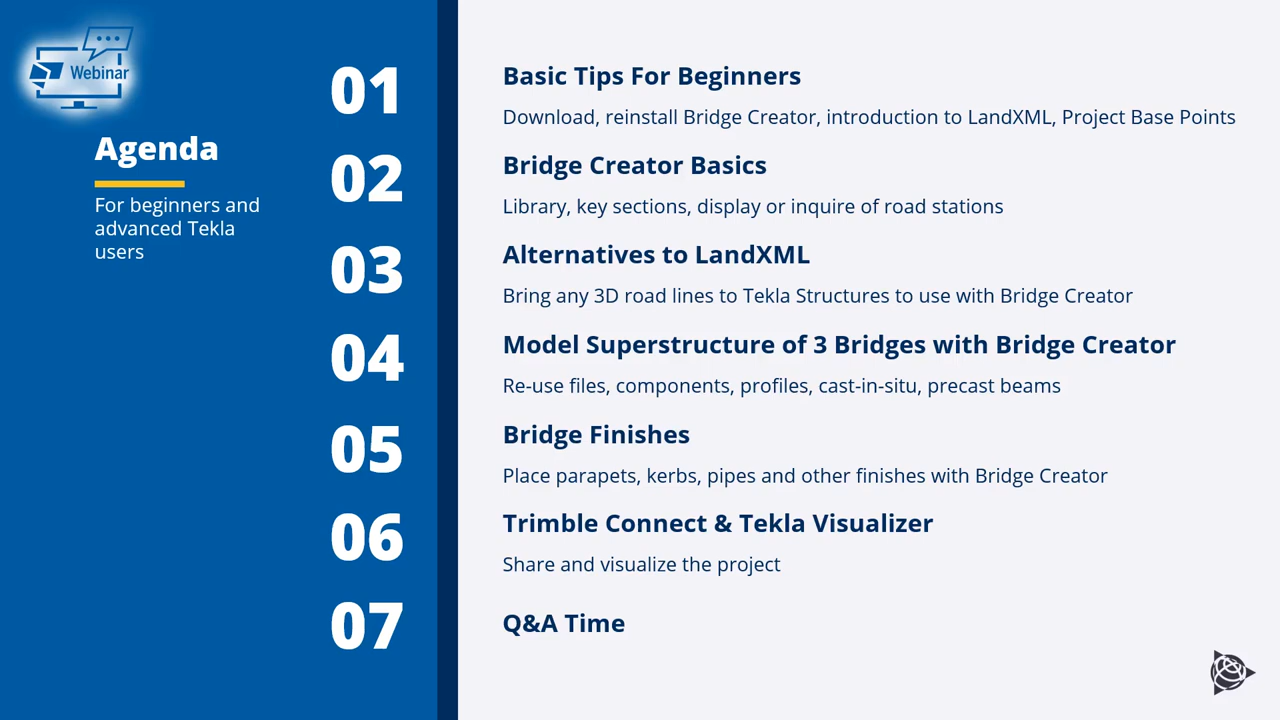 Webinar
Agenda
For beginners and
advanced Tekla
users
01
Basic Tips For Beginners
Download, reinstall Bridge Creator, introduction to LandXML, Project Base Points
02
Bridge Creator Basics
Library, key sections, display or inquire of road stations
03
Alternatives to LandXML
Bring any 3D road lines to Tekla Structures to use with Bridge Creator
04
Model Superstructure of 3 Bridges with Bridge Creator
Re-use files, components, profiles, cast-in-situ, precast beams
05
Bridge Finishes
Place parapets, kerbs, pipes and other finishes with Bridge Creator
06
Trimble Connect & Tekla Visualizer
Share and visualize the project
07
Q&A Time